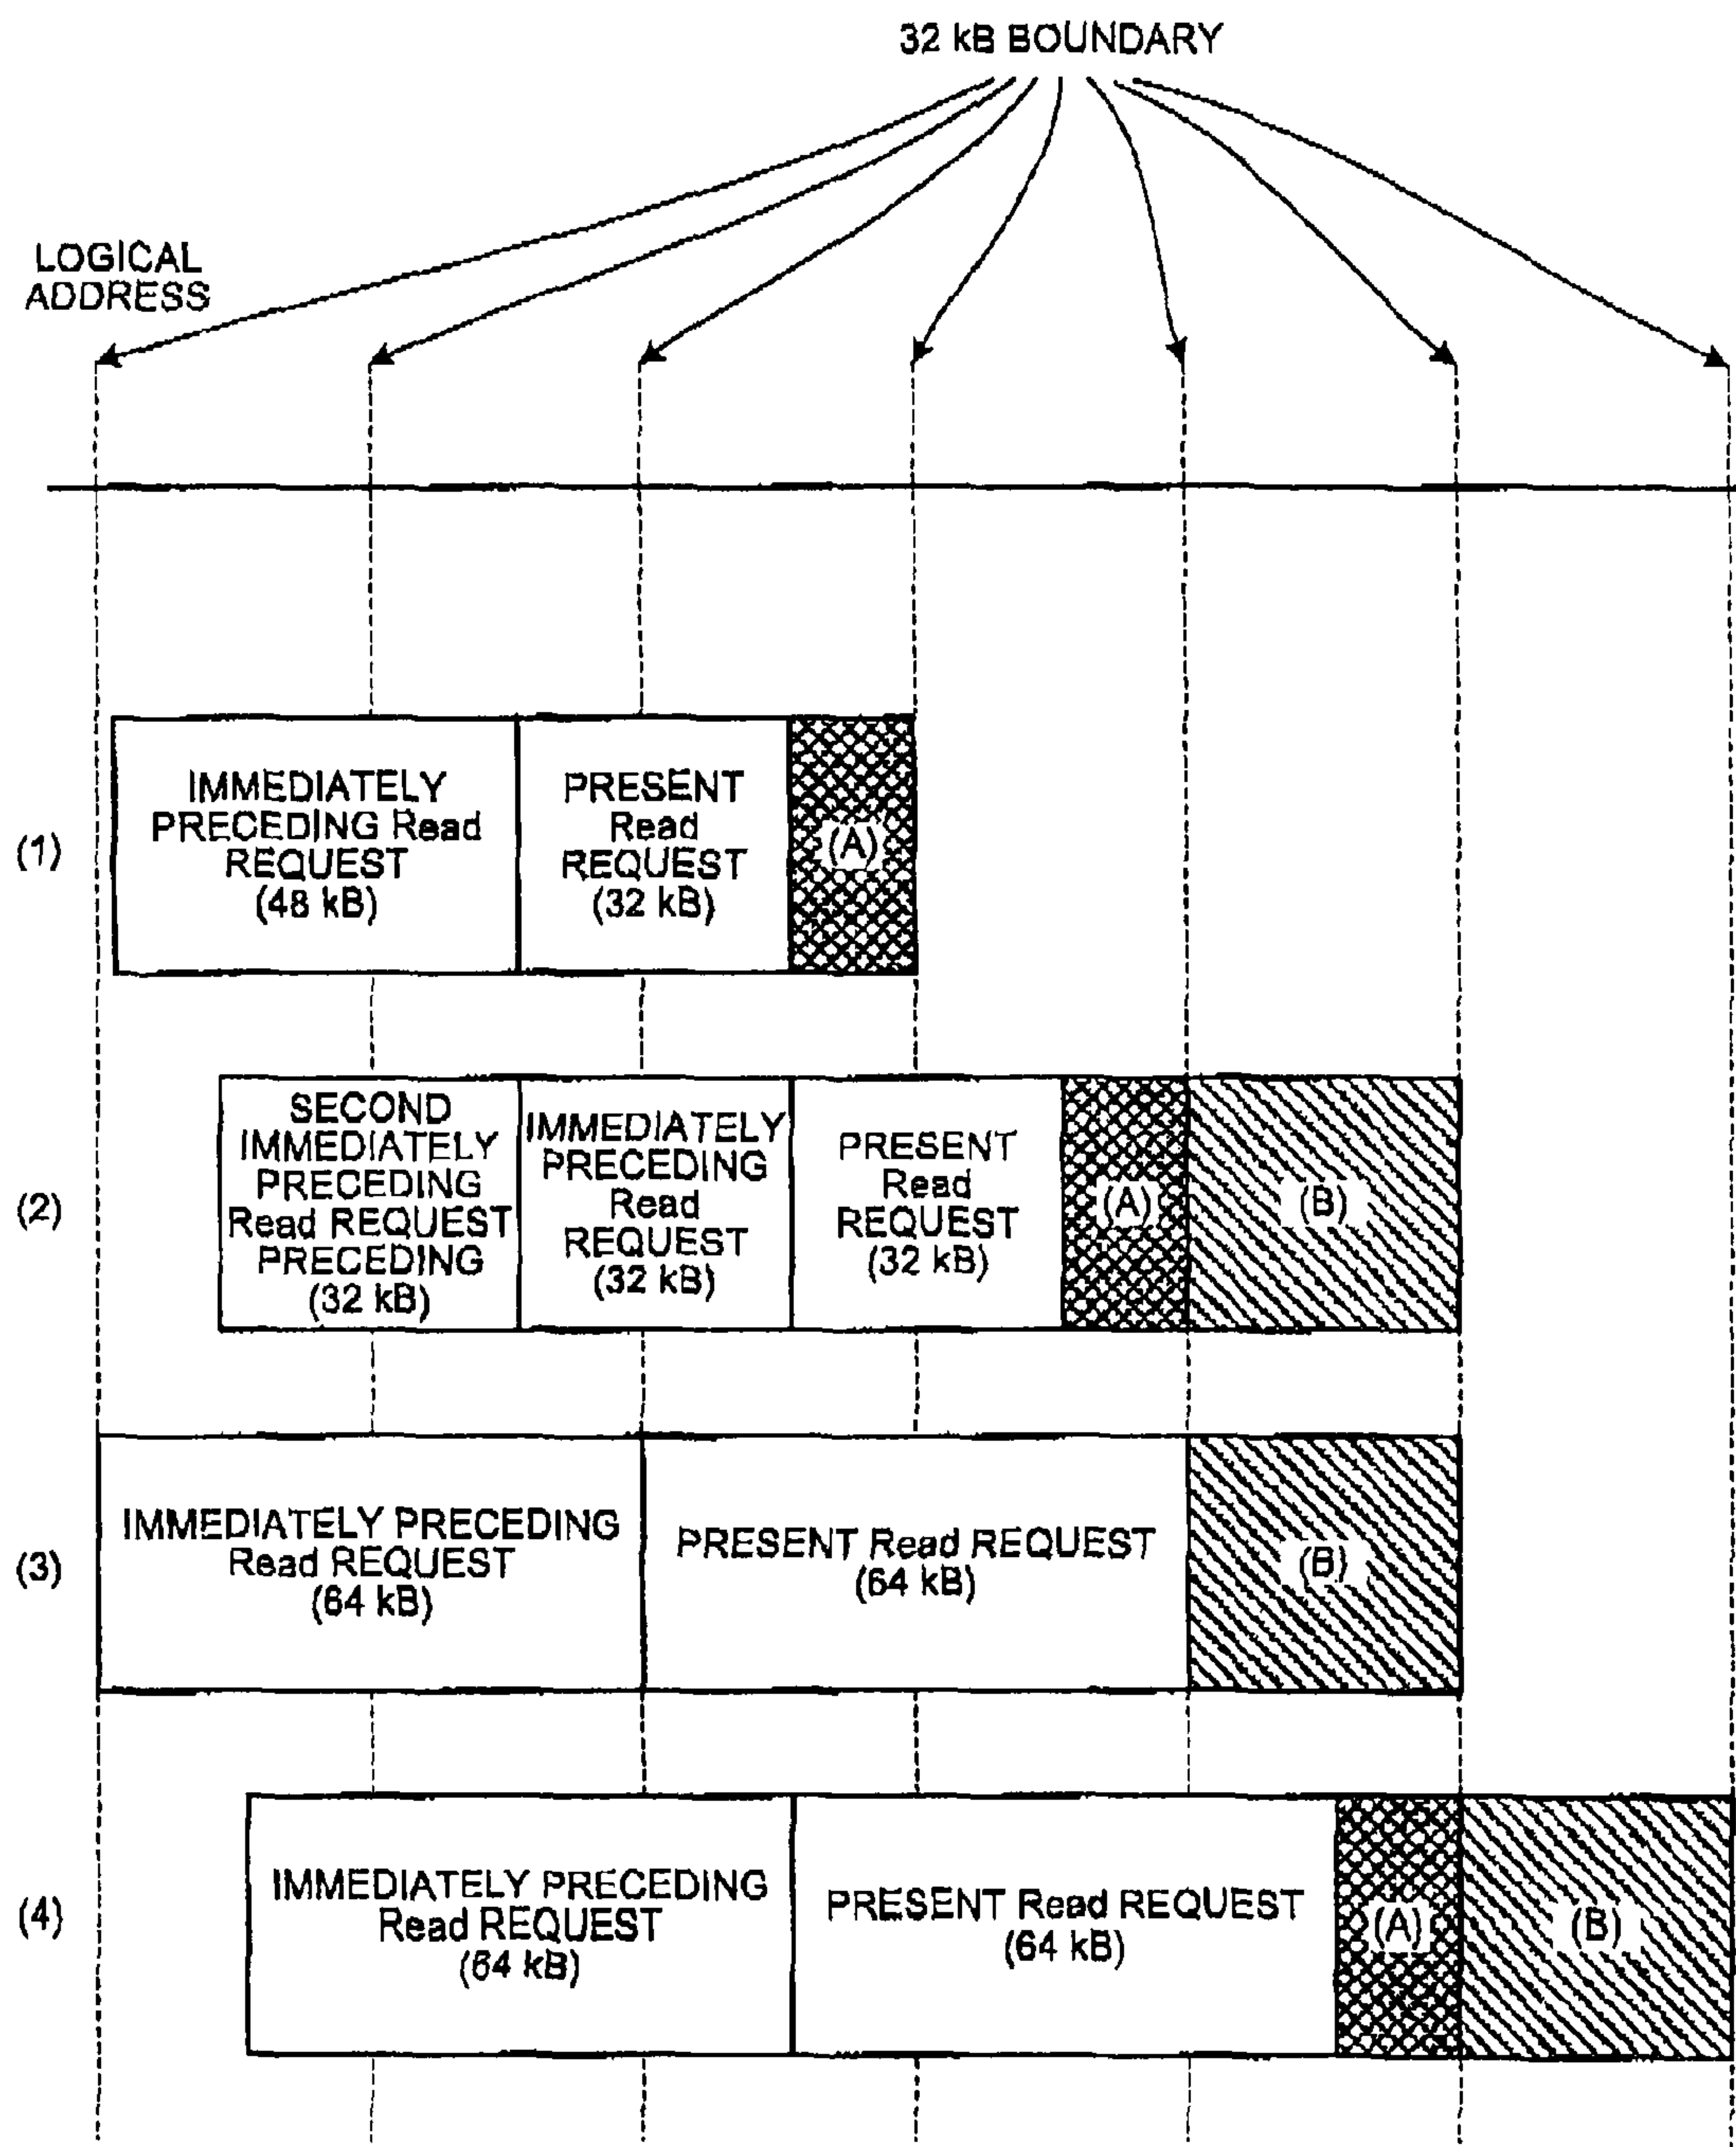 32 kB BOUNDARY
LOGICAL
ADDRESS
(1)
IMMEDIATELY
PRECEDING Read
REQUEST
(48 kB)
PRESENT
Read
REQUEST
(32 kB)
(A)
(2)
SECOND
IMMEDIATELY
PRECEDING
Read REQUEST
PRECEDING
(32 kB)
IMMEDIATELY
PRECEDING
Read
REQUEST
(32 kB)
PRESENT
Read
REQUEST
(32 kB)
(A)
(B)
(3)
IMMEDIATELY PRECEDING
Read REQUEST
(64 kB)
PRESENT Read REQUEST
(64 kB)
(B)
(4)
IMMEDIATELY PRECEDING
Read REQUEST
(64 kB)
PRESENT Read REQUEST
(64 kB)
(A)
(B)